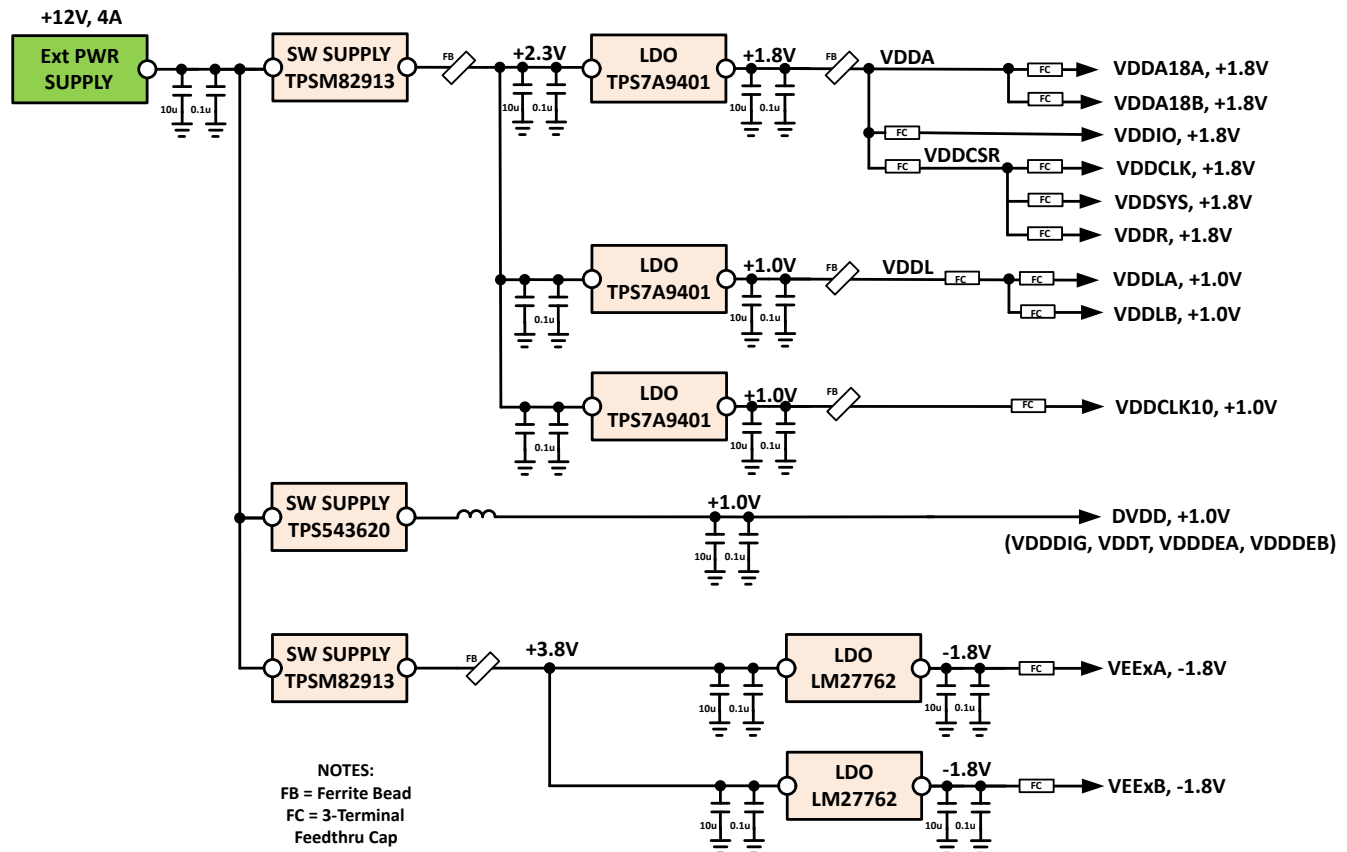 +12V, 4A
Ext PWR
SUPPLY
10u
0.1u
SW SUPPLY
TPSM82913
FB
+2.3V
10u
0.1u
LDO
TPS7A9401
+1.8V
10u
0.1u
FB
VDDA
FC
VDDA18A, +1.8V
FC
VDDA18B, +1.8V
FC
VDDIO, +1.8V
FC
VDDCSR
FC
VDDCLK, +1.8V
FC
VDDSYS, +1.8V
FC
VDDR, +1.8V
0.1u
LDO
TPS7A9401
+1.0V
10u
0.1u
FB
VDDL
FC
FC
VDDLA, +1.0V
FC
VDDLB, +1.0V
0.1u
LDO
TPS7A9401
+1.0V
10u
0.1u
FB
FC
VDDCLK10, +1.0V
SW SUPPLY
TPS543620
+1.0V
10u
0.1u
DVDD, +1.0V
(VDDDIG, VDDT, VDDDEA, VDDDEB)
SW SUPPLY
TPSM82913
FB
+3.8V
10u
0.1u
LDO
LM27762
-1.8V
10u
0.1u
FC
VEExA, -1.8V
10u
0.1u
LDO
LM27762
-1.8V
10u
0.1u
FC
VEExB, -1.8V
NOTES:
FB = Ferrite Bead
FC = 3-Terminal
Feedthru Cap